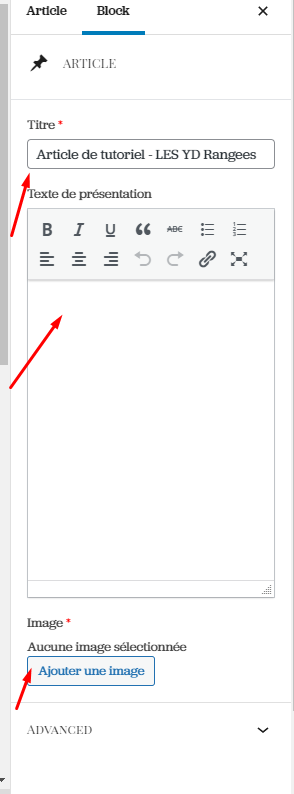 Article Block
ARTICLE
Titre *
Article de tutoriel - LES YD Rangees
Texte de présentation
B I U ABC
Image *
Aucune image sélectionnée
Ajouter une image
ADVANCED